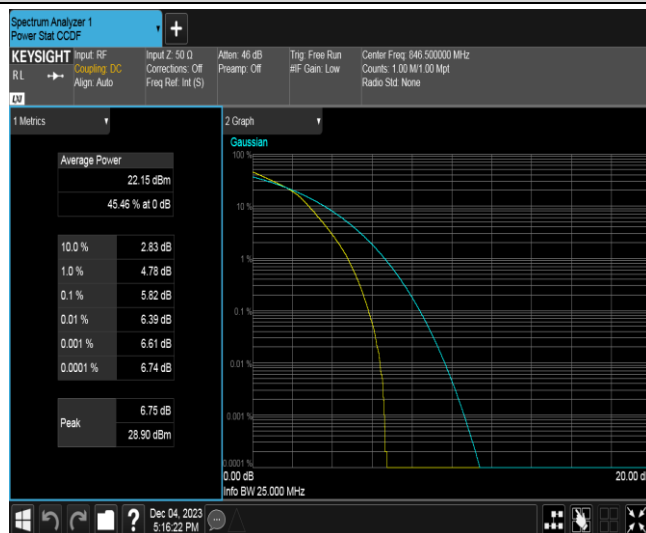 Spectrum Analyzer 1
Power Stat CCDF
+
KEYSIGHT
RL
LXI
Input: RF
Coupling: DC
Align: Auto
Input Z: 50 Ω
Corrections: Off
Freq Ref: Int (S)
Atten: 46 dB
Preamp: Off
Trig: Free Run
#IF Gain: Low
Center Freq: 846.500000 MHz
Counts: 1.00 M/1.00 Mpt
Radio Std: None
1 Metrics
Average Power
22.15 dBm
45.46 % at 0 dB
10.0 % 2.83 dB
1.0 % 4.78 dB
0.1 % 5.82 dB
0.01 % 6.39 dB
0.001 % 6.61 dB
0.0001 % 6.74 dB
Peak
6.75 dB
28.90 dBm
2 Graph
Gaussian
100 %
10 %
1 %
0.1 %
0.01 %
0.001 %
0.0001 %
0.00 dB
20.00 d
Info BW 25.000 MHz
?
Dec 04, 2023
5:16:22 PM